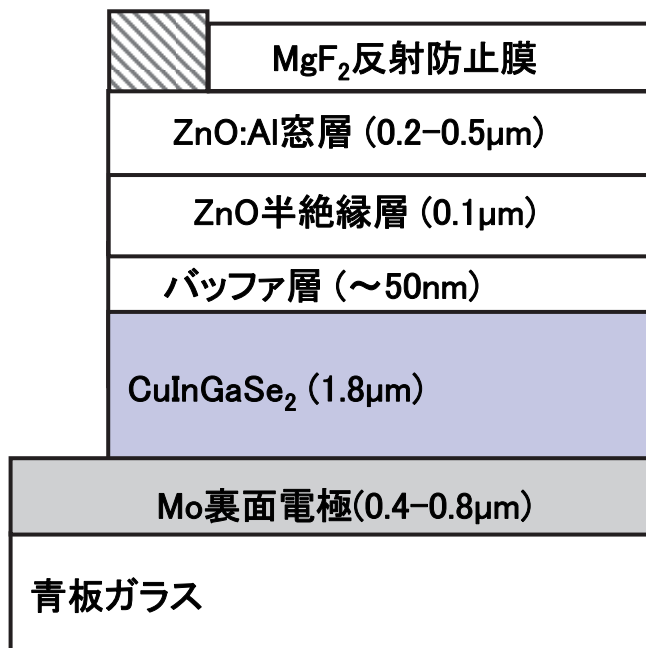 MgF₂反射防止膜
ZnO:Al窓層 (0.2-0.5μm)
ZnO半絶縁層 (0.1μm)
バッファ層 (～50nm)
CuInGaSe₂ (1.8μm)
Mo裏面電極(0.4-0.8μm)
青板ガラス